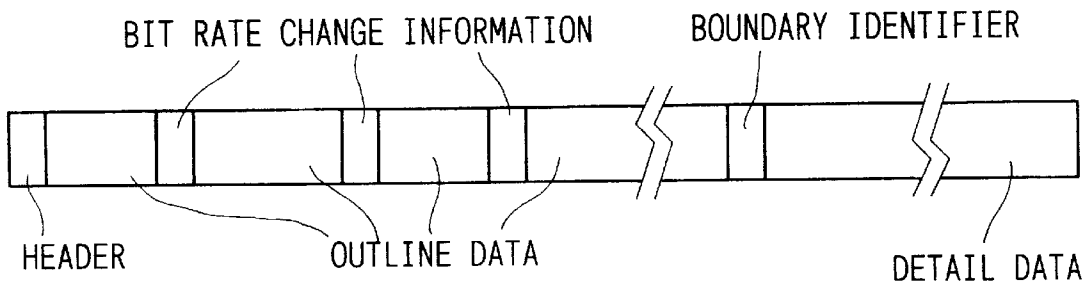 BIT RATE CHANGE INFORMATION
BOUNDARY IDENTIFIER
HEADER
OUTLINE DATA
DETAIL DATA